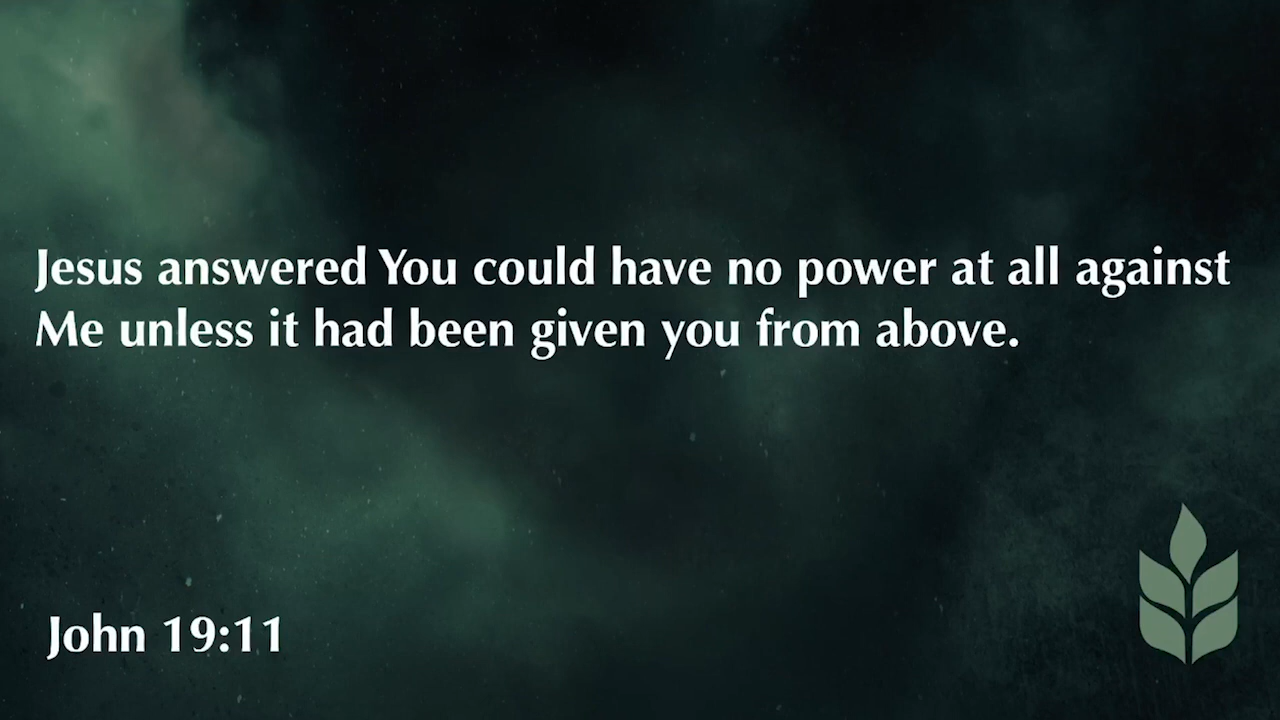 Jesus answered You could have no power at all against
Me unless it had been given you from above.
John 19:11